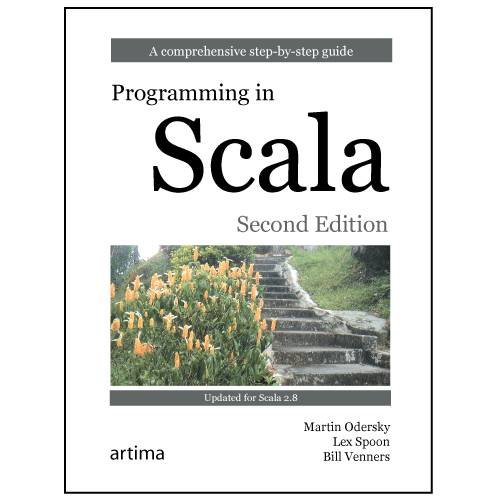 A comprehensive step-by-step guide
Programming in
Scala
Second Edition
Updated for Scala 2.8
Martin Odersky
Lex Spoon
Bill Venners
artima